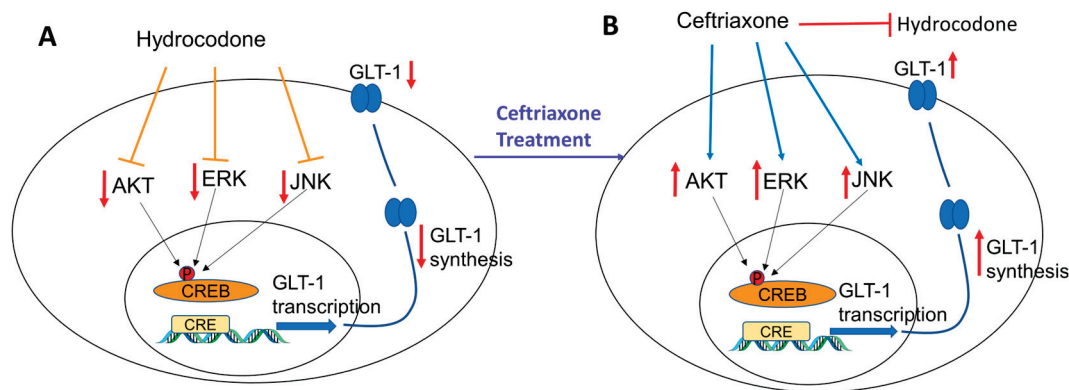 A
Hydrocodone
GLT-1
AKT
ERK
JNK
GLT-1
synthesis
P
CREB
GLT-1
transcription
CRE
Ceftriaxone
Treatment
B
Ceftriaxone
Hydrocodone
GLT-1
AKT
ERK
JNK
GLT-1
synthesis
P
CREB
GLT-1
transcription
CRE